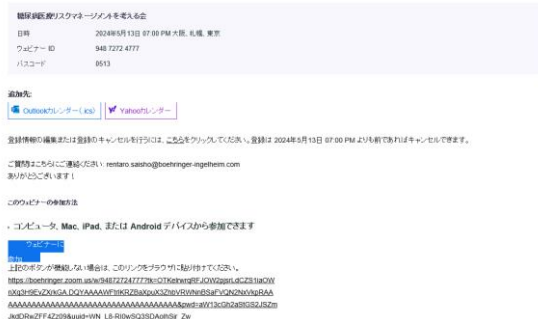 糖尿病医療リスクマネージメントを考える会
日時 2024年5月13日 07:00 PM 大阪, 札幌, 東京
ウェビナー ID 948 7272 4777
パスコード 0513
追加先:
Outlookカレンダー(.ics) Yahooカレンダー
登録情報の編集または登録のキャンセルを行うには、こちらをクリックしてください。登録は 2024年5月13日 07:00 PM よりも前であればキャンセルできます。
ご質問はこちらにご連絡ください: rentaro.saisho@boehringer-ingelheim.com
ありがとうございます!
このウェビナーの参加方法
・コンピュータ, Mac, iPad, または Android デバイスから参加できます
ウェビナーに
参加
上記のボタンが機能しない場合は、このリンクをブラウザに貼り付けてください。